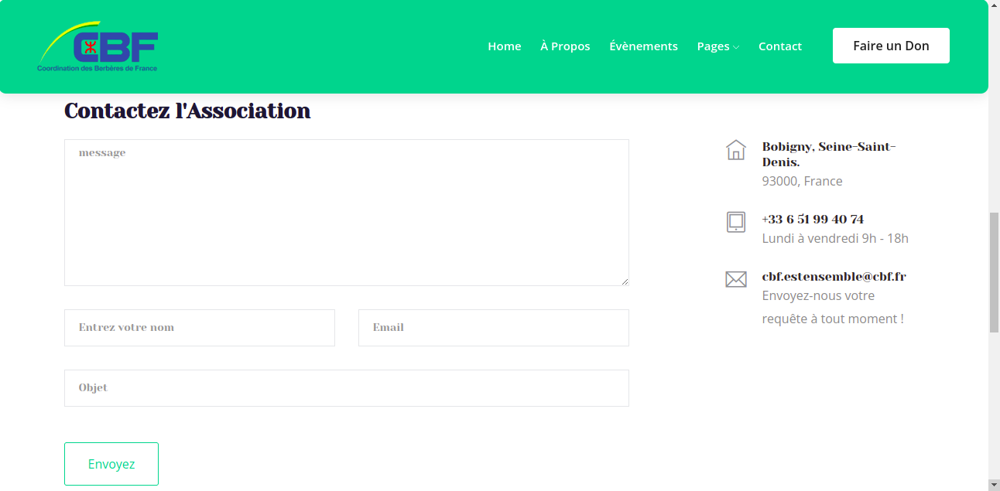 CBF
Coordination des Berbères de France
Home À Propos Évènements Pages Contact Faire un Don
Contactez l'Association
message
Entrez votre nom Email
Objet
Envoyez
Bobigny, Seine-Saint-
Denis.
93000, France
+33 6 51 99 40 74
Lundi à vendredi 9h - 18h
cbf.estensemble@cbf.fr
Envoyez-nous votre
requête à tout moment !